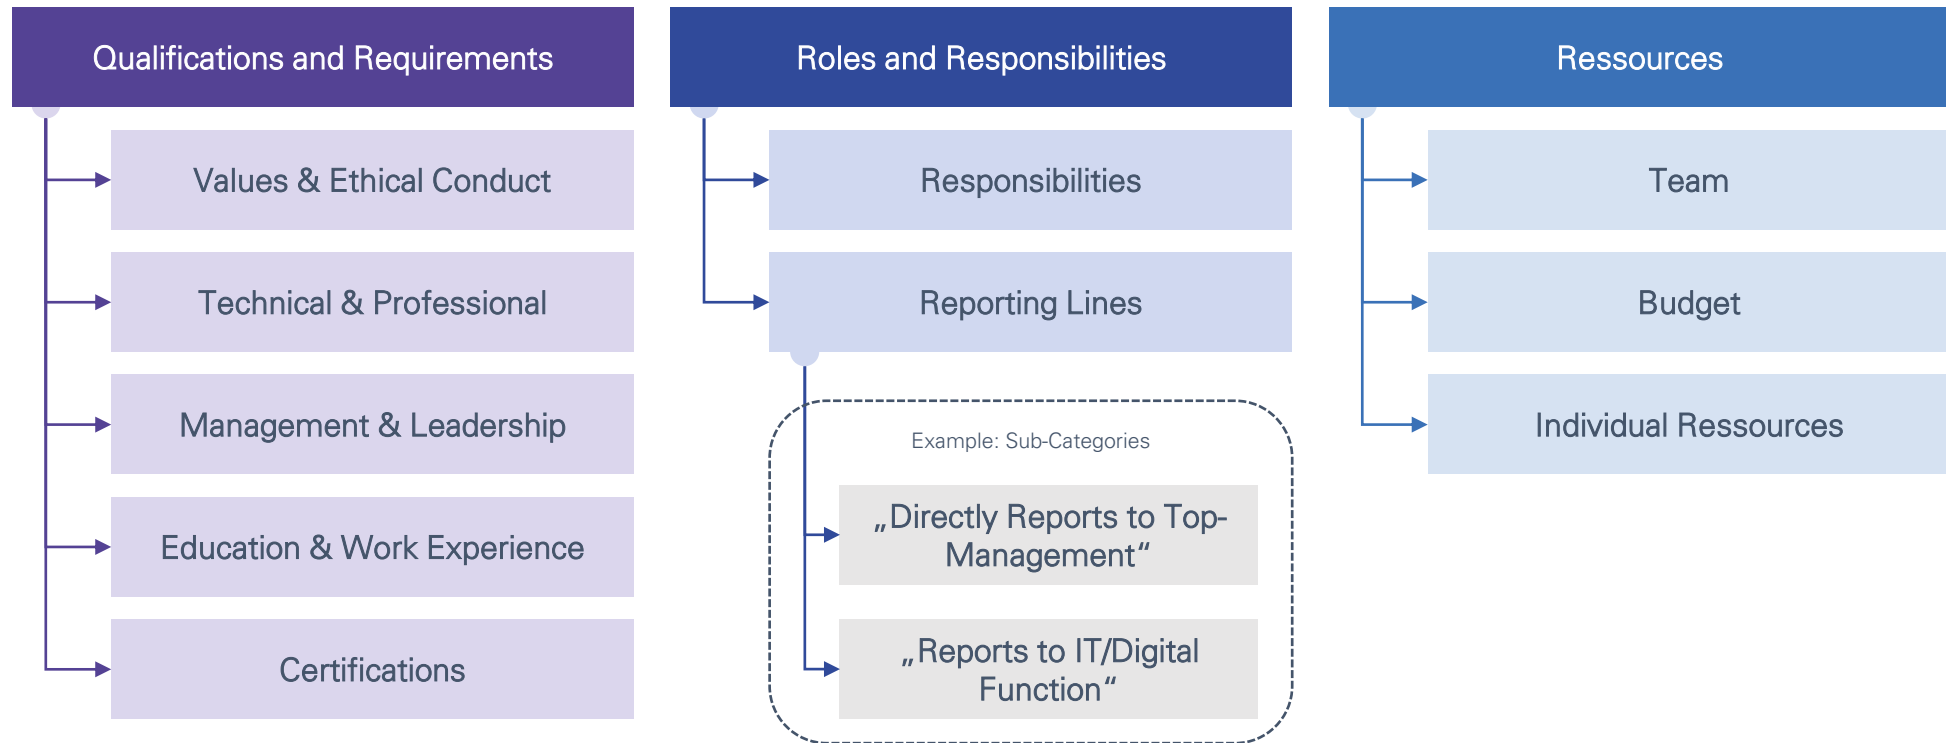 Qualifications and Requirements
Values & Ethical Conduct
Technical & Professional
Management & Leadership
Education & Work Experience
Certifications
Roles and Responsibilities
Responsibilities
Reporting Lines
Example: Sub-Categories
„Directly Reports to Top-
Management“
„Reports to IT/Digital
Function“
Ressources
Team
Budget
Individual Ressources